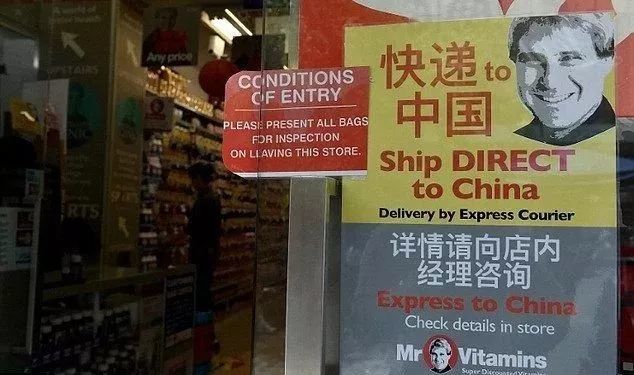 Any price
UPSTAIRS
CONDITIONS
OF ENTRY
PLEASE PRESENT ALL BAGS
FOR INSPECTION
ON LEAVING THIS STORE.
快递 to
中国
Ship DIRECT
to China
Delivery by Express Courier
详情请向店内
经理咨询
Express to China
Check details in store
Mr Vitamins
Super Discounted Vitamins